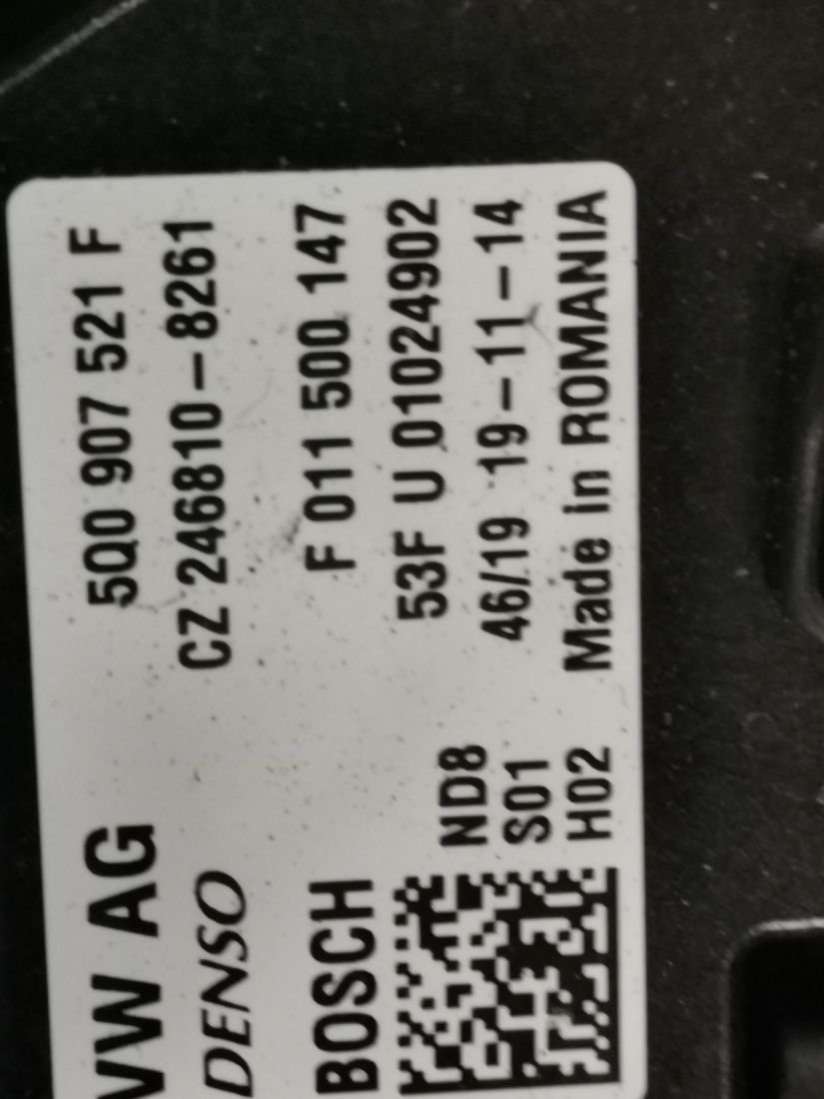 VW AG 5Q0 907 521 F
DENSO CZ 246810-8261
BOSCH F 011 500 147
ND8 53F U 01024902
S01 46/19 19-11-14
H02 Made in ROMANIA